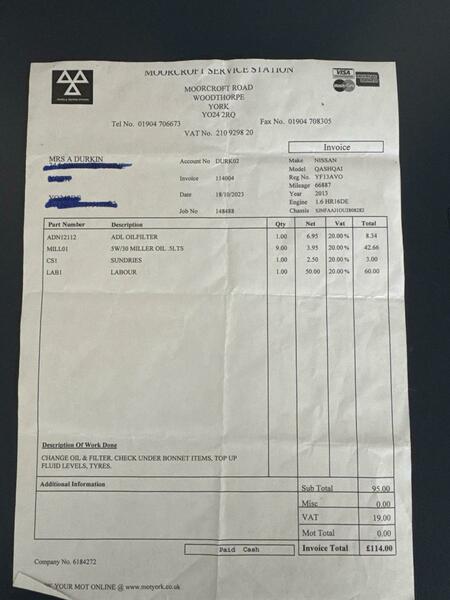 MOORCROFT SERVICE STATION
MOORCROFT ROAD
WOODTHORPE
YORK
YO24 2RQ
Tel No. 01904 706673 Fax No. 01904 708305
VAT No. 210 9298 20
VISA
Invoice
MRS A DURKIN
Account No DURK02
Invoice 114004
Date 18/10/2023
Job No 148488
Make NISSAN
Model QASHQAI
Reg No. YF13AVO
Mileage 66887
Year 2013
Engine 1.6 HR16DE
Chassis
Part Number Description Qty Net Vat Total
ADN12112 ADL OILFILTER 1.00 6.95 20.00% 8.34
MILL01 5W/30 MILLER OIL .5LTS 9.00 3.95 20.00% 42.66
CS1 SUNDRIES 1.00 2.50 20.00% 3.00
LAB1 LABOUR 1.00 50.00 20.00% 60.00
Description Of Work Done
CHANGE OIL & FILTER. CHECK UNDER BONNET ITEMS, TOP UP
FLUID LEVELS, TYRES.
Additional Information
Sub Total 95.00
Misc 0.00
VAT 19.00
Mot Total 0.00
Invoice Total £114.00
Paid Cash
Company No. 6184272
YOUR MOT ONLINE @ www.motyork.co.uk